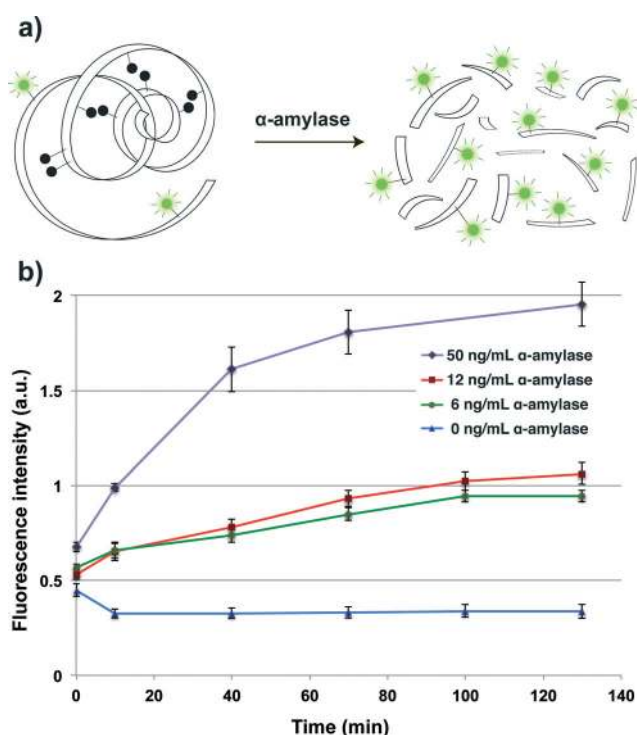 a)
α-amylase
b)
2
1.5
1
0.5
0
0
20
40
60
80
100
120
140
Fluorescence intensity (a.u.)
Time (min)
50 ng/mL α-amylase
12 ng/mL α-amylase
6 ng/mL α-amylase
0 ng/mL α-amylase